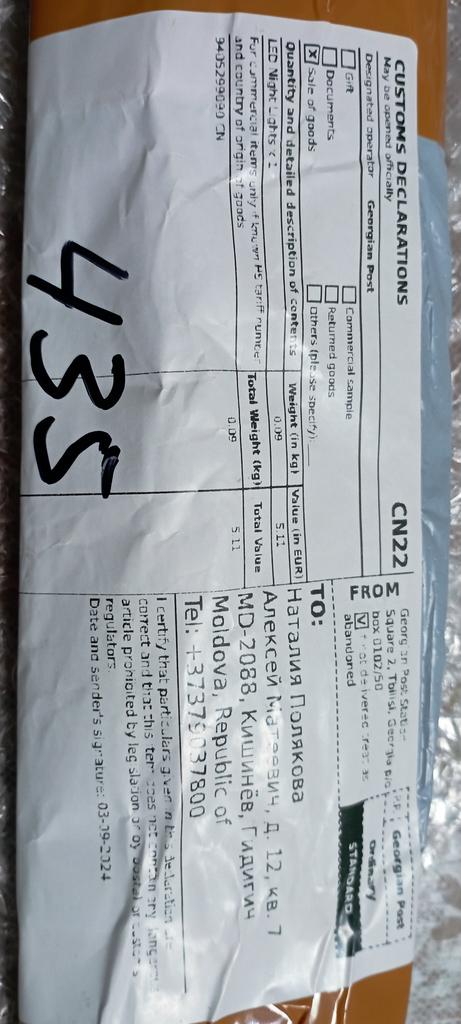 CUSTOMS DECLARATIONS
CN22
May be opened officially
Designated operator Georgian Post
Gift
Commercial sample
Documents
Returned goods
X Sale of goods
Others (please specify):
Quantity and detailed description of contents
Weight (in kg)
Value (in EUR)
LED Night Lights x 1
0.09
5.11
For commercial items only if known HS tariff number and country of origin of goods
Total Weight (kg)
Total Value
9405299090 CN
0.09
5.11
435
FROM
Georgian Post Station
Square 2, Tbilisi, Georgia p/o
box 0102/50
V If not delivered treat as
abandoned
Georgian Post
Ordinary
STANDARD
TO:
Наталия Полякова
Алексей Матеевич, д. 12, кв. 7
MD-2088, Кишинёв, Гидигич
Moldova, Republic of
Tel: +37379037800
I certify that particulars given in this declaration are
correct and that this item does not contain any dangerous
article prohibited by legislation or by postal or customs
regulators.
Date and sender's signature: 03-09-2024